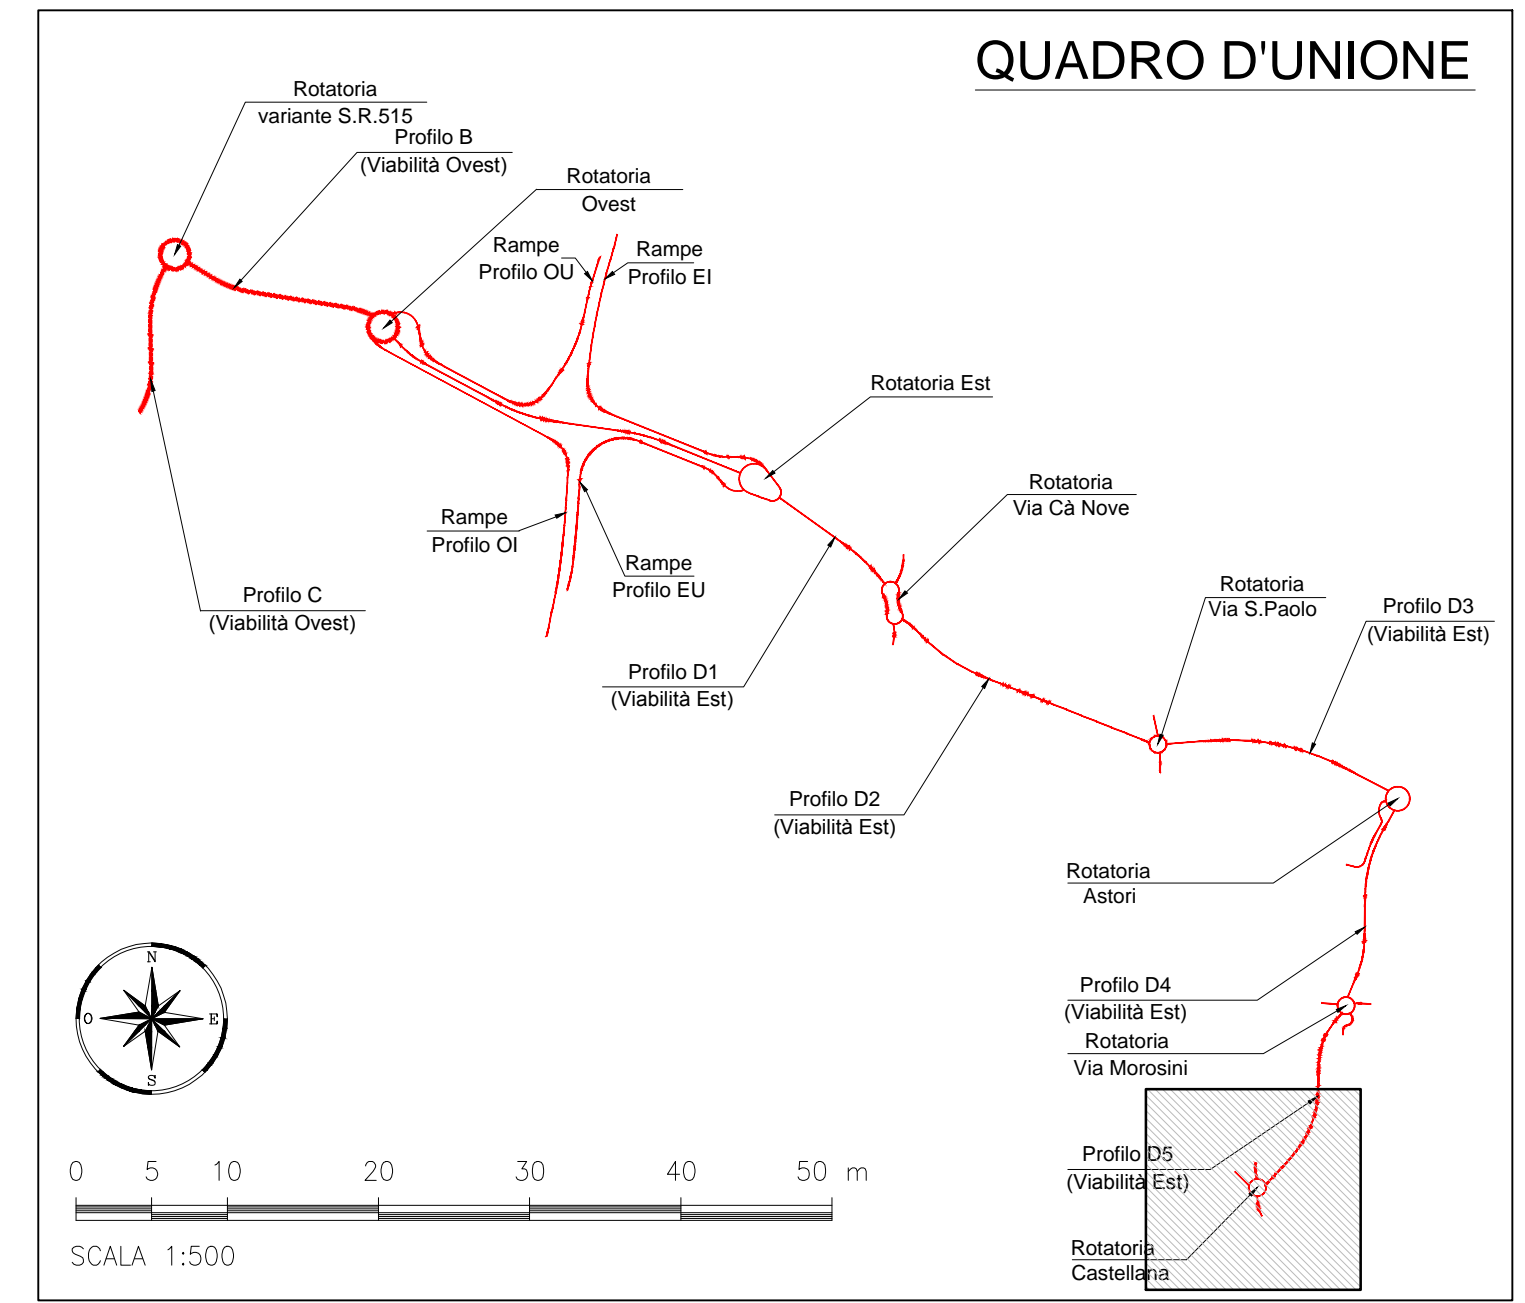 QUADRO D'UNIONE
Rotatoria
variante S.R.515
Profilo B
(Viabilità Ovest)
Rotatoria
Ovest
Rampe
Profilo OU
Rampe
Profilo EI
Rotatoria Est
Rotatoria
Via Cà Nove
Rampe
Profilo OI
Rampe
Profilo EU
Profilo C
(Viabilità Ovest)
Rotatoria
Via S.Paolo
Profilo D3
(Viabilità Est)
Profilo D1
(Viabilità Est)
Profilo D2
(Viabilità Est)
Rotatoria
Astori
Profilo D4
(Viabilità Est)
Rotatoria
Via Morosini
Profilo D5
(Viabilità Est)
Rotatoria
Castellana
N
O
E
S
0 5 10 20 30 40 50 m
SCALA 1:500